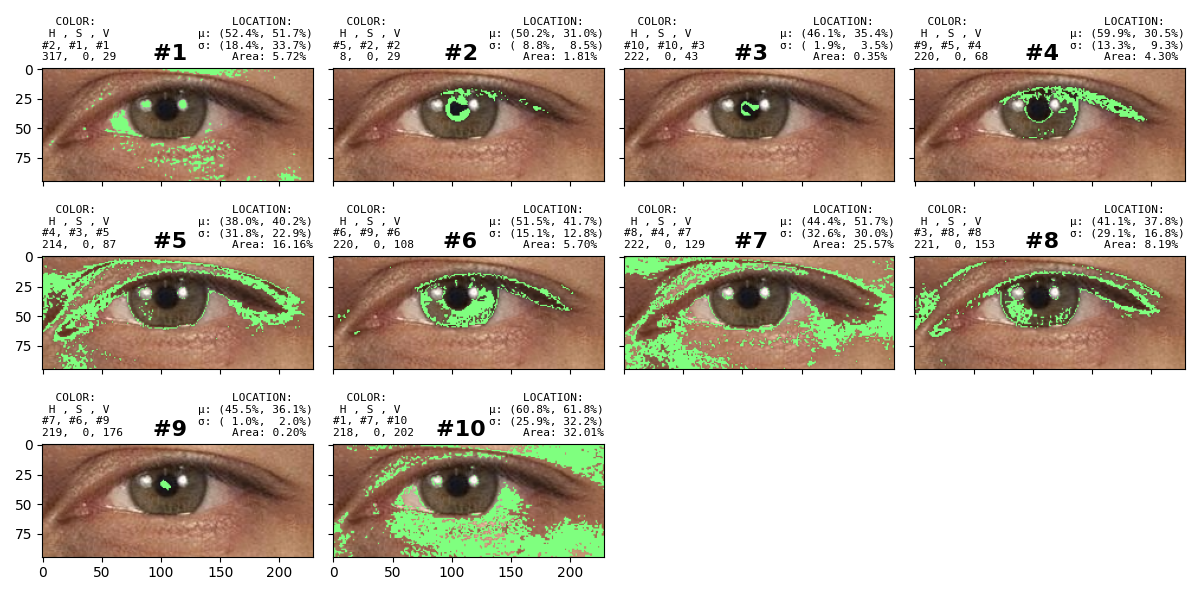 COLOR: LOCATION:
H , S , V μ: (52.4%, 51.7%)
#2, #1, #1 σ: (18.4%, 33.7%)
317, 0, 29 #1 Area: 5.72%
COLOR: LOCATION:
H , S , V μ: (50.2%, 31.0%)
#5, #2, #2 σ: ( 8.8%, 8.5%)
8, 0, 29 #2 Area: 1.81%
COLOR: LOCATION:
H , S , V μ: (46.1%, 35.4%)
#10, #10, #3 σ: ( 1.9%, 3.5%)
222, 0, 43 #3 Area: 0.35%
COLOR: LOCATION:
H , S , V μ: (59.9%, 30.5%)
#9, #5, #4 σ: (13.3%, 9.3%)
220, 0, 68 #4 Area: 4.30%
0
25
50
75
COLOR: LOCATION:
H , S , V μ: (38.0%, 40.2%)
#4, #3, #5 σ: (31.8%, 22.9%)
214, 0, 87 #5 Area: 16.16%
COLOR: LOCATION:
H , S , V μ: (51.5%, 41.7%)
#6, #9, #6 σ: (15.1%, 12.8%)
220, 0, 108 #6 Area: 5.70%
COLOR: LOCATION:
H , S , V μ: (44.4%, 51.7%)
#8, #4, #7 σ: (32.6%, 30.0%)
222, 0, 129 #7 Area: 25.57%
COLOR: LOCATION:
H , S , V μ: (41.1%, 37.8%)
#3, #8, #8 σ: (29.1%, 16.8%)
221, 0, 153 #8 Area: 8.19%
0
25
50
75
COLOR: LOCATION:
H , S , V μ: (45.5%, 36.1%)
#7, #6, #9 σ: ( 1.0%, 2.0%)
219, 0, 176 #9 Area: 0.20%
COLOR: LOCATION:
H , S , V μ: (60.8%, 61.8%)
#1, #7, #10 σ: (25.9%, 32.2%)
218, 0, 202 #10 Area: 32.01%
0
25
50
75
0 50 100 150 200
0 50 100 150 200